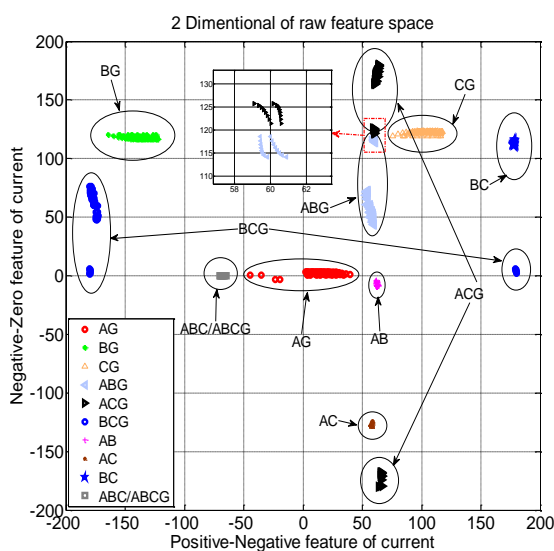 2 Dimentional of raw feature space
Negative-Zero feature of current
200
150
100
50
0
-50
-100
-150
-200
BG
CG
BC
ABG
BCG
ACG
ABC/ABCG
AG
AB
AC
130
125
120
115
110
58
60
62
AG
BG
CG
ABG
ACG
BCG
AB
AC
BC
ABC/ABCG
-200 -150 -100 -50 0 50 100 150 200
Positive-Negative feature of current